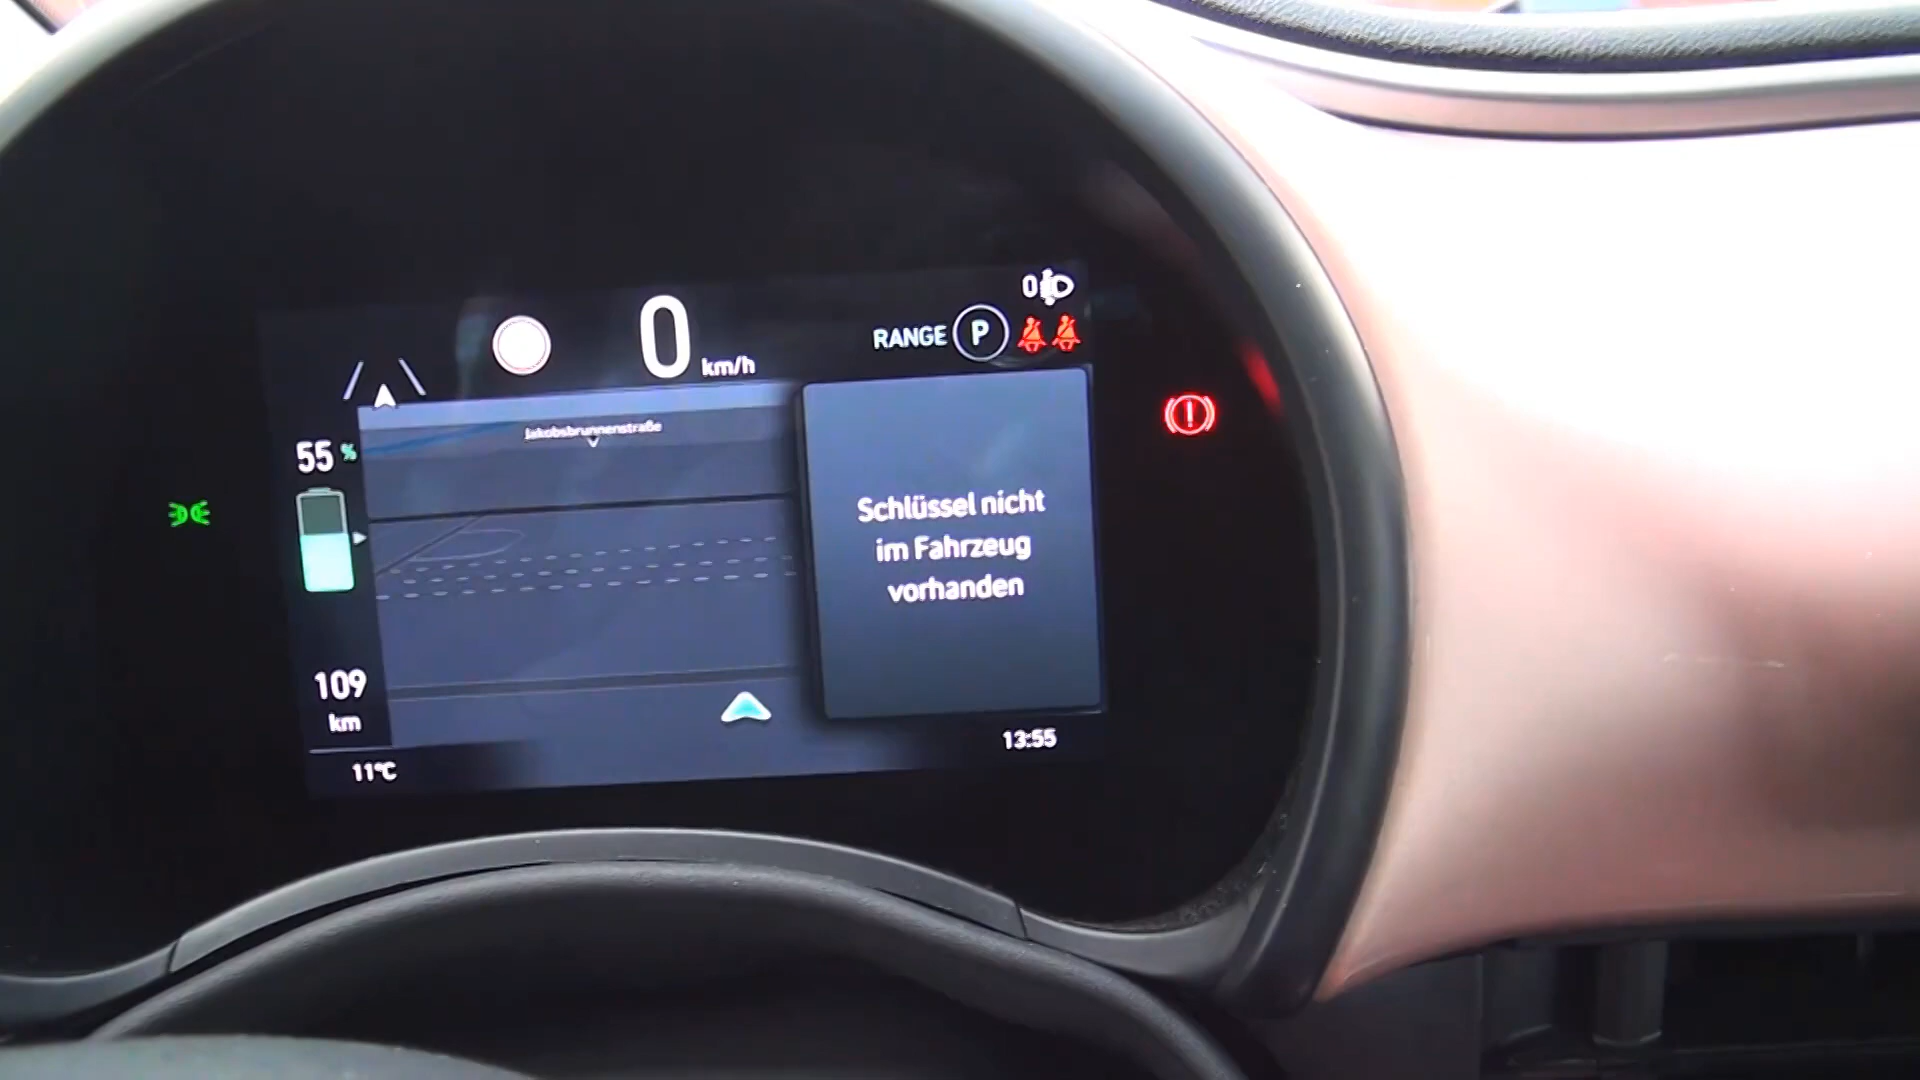 0
0 km/h
RANGE P
55 %
Jakobsbrunnenstraße
Schlüssel nicht
im Fahrzeug
vorhanden
109
km
13:55
11°C